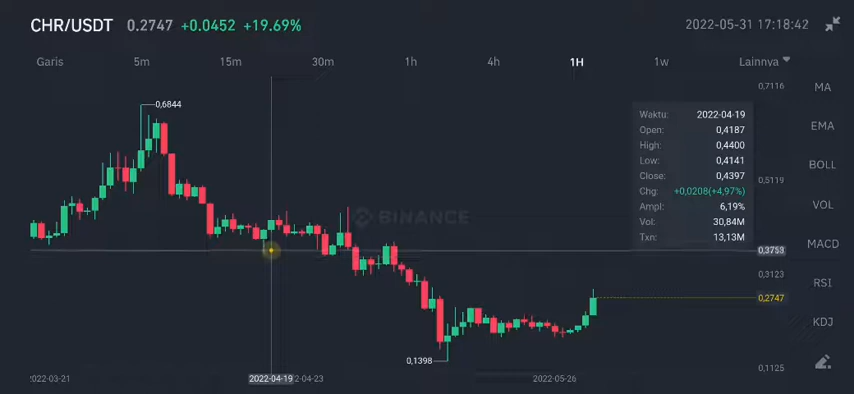 CHR/USDT 0.2747 +0.0452 +19.69% 2022-05-31 17:18:42
Garis 5m 15m 30m 1h 4h 1H 1w Lainnya
0,7116
MA
0,6844
Waktu: 2022-04-19
Open: 0,4187
EMA
High: 0,4400
Low: 0,4141
BOLL
Close: 0,4397
0,5119
Chg: +0,0208(+4,97%)
Ampl: 6,19%
VOL
BINANCE
Vol: 30,84M
Txn: 13,13M
MACD
0,3753
0,3123
RSI
0,2747
KDJ
0,1398
0,1125
2022-03-21 2022-04-19 2-04-23 2022-05-26